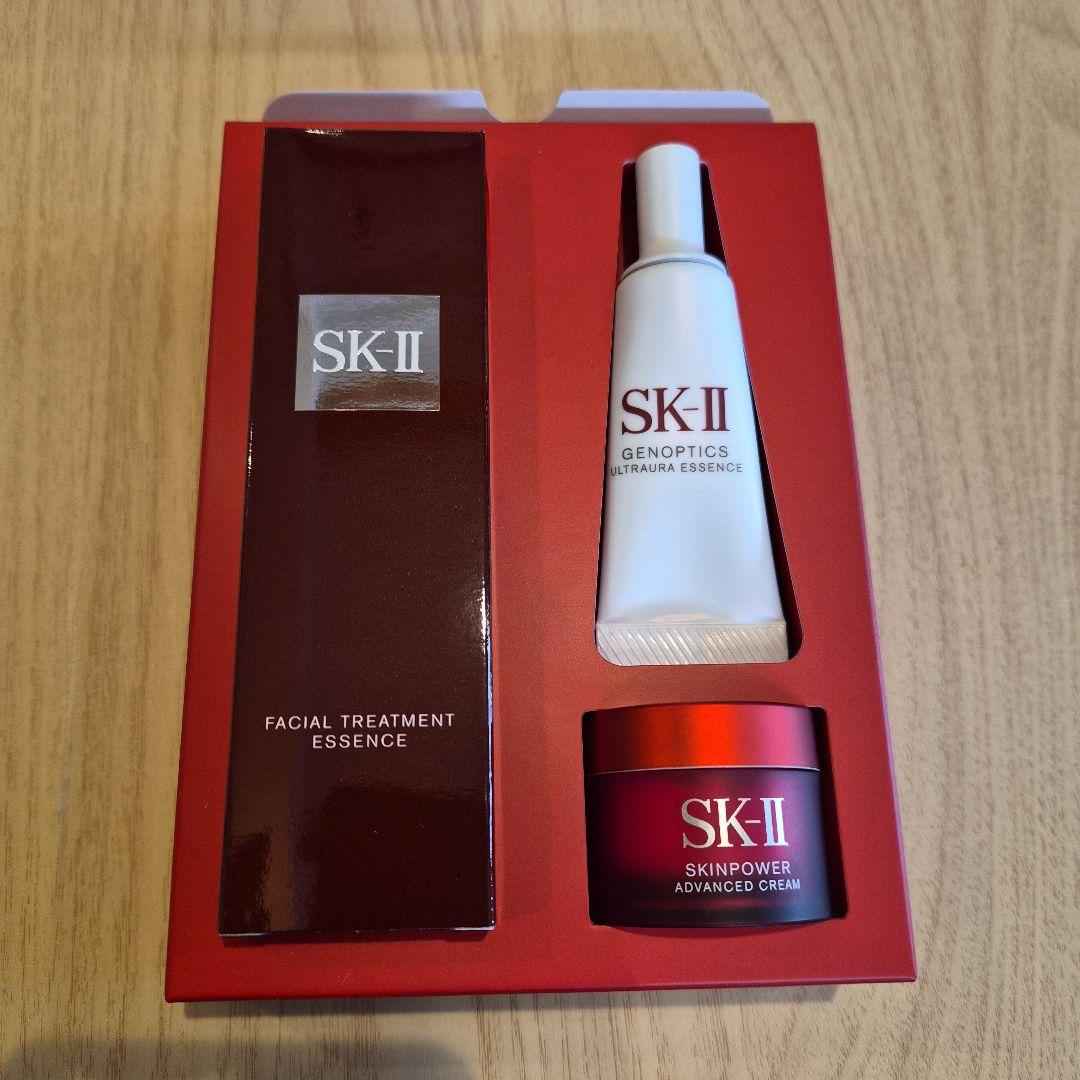 SK-II
FACIAL TREATMENT
ESSENCE
SK-II
GENOPTICS
ULTRAURA ESSENCE
SK-II
SKINPOWER
ADVANCED CREAM